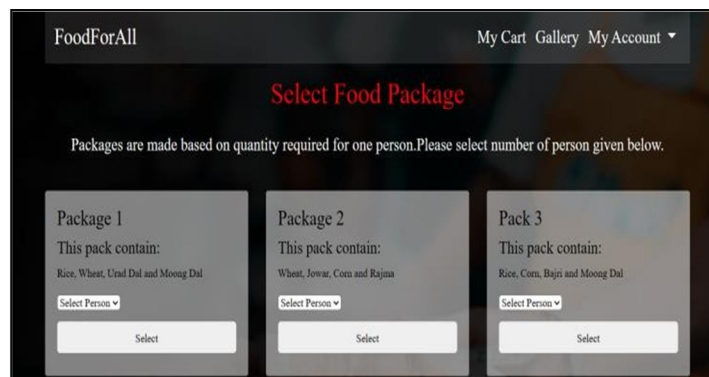 FoodForAll My Cart Gallery My Account
Select Food Package
Packages are made based on quantity required for one person.Please select number of person given below.
Package 1
This pack contain:
Rice, Wheat, Urad Dal and Moong Dal
Select Person
Select
Package 2
This pack contain:
Wheat, Jowar, Corn and Rajma
Select Person
Select
Pack 3
This pack contain:
Rice, Corn, Bajri and Moong Dal
Select Person
Select